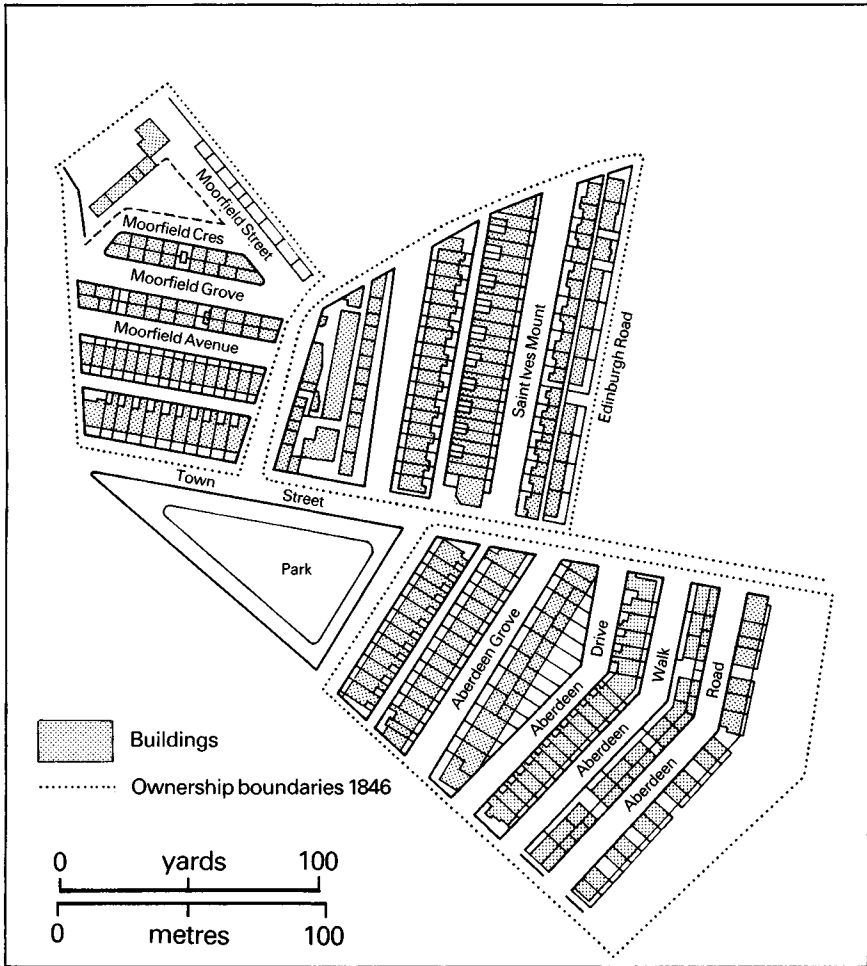 Moorfield Street
Moorfield Cres
Moorfield Grove
Moorfield Avenue
Saint Ives Mount
Edinburgh Road
Town Street
Park
Aberdeen Grove
Aberdeen Drive
Aberdeen Walk
Aberdeen Road
Buildings
Ownership boundaries 1846
0 yards 100
0 metres 100